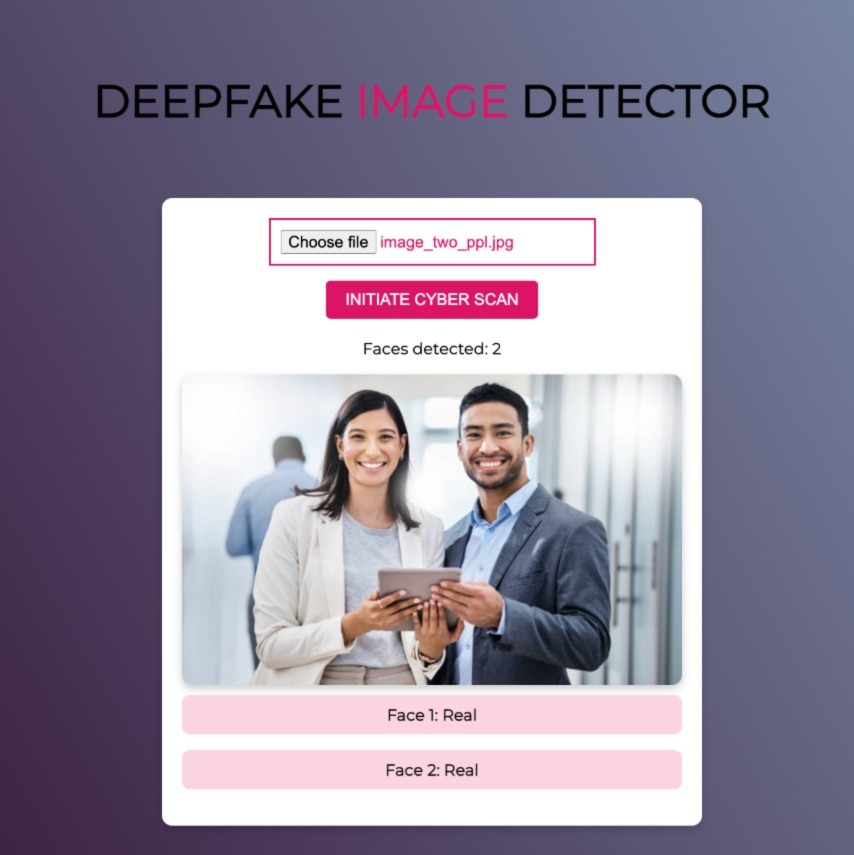 DEEPFAKE IMAGE DETECTOR
Choose file image_two_ppl.jpg
INITIATE CYBER SCAN
Faces detected: 2
Face 1: Real
Face 2: Real